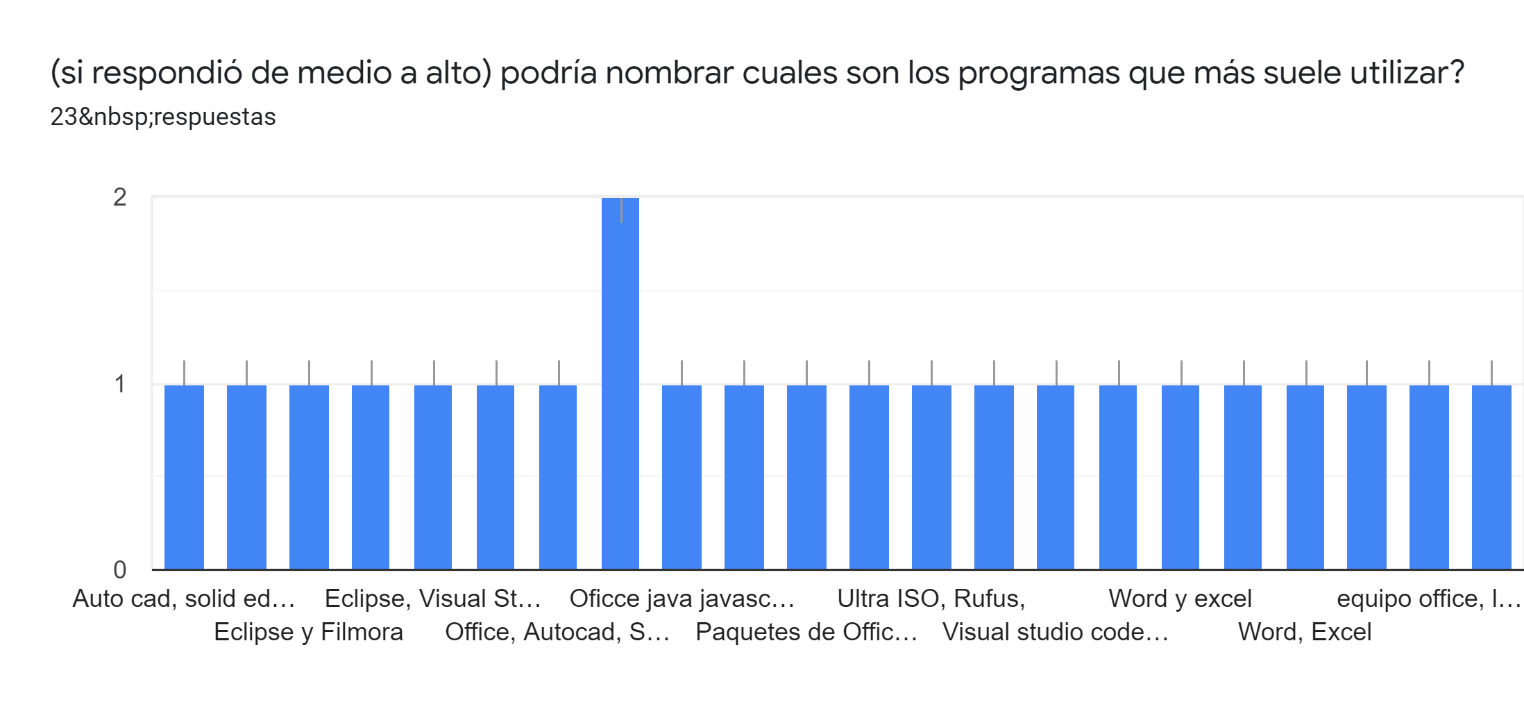 (si respondió de medio a alto) podría nombrar cuales son los programas que más suele utilizar?
23&nbsp;respuestas
2
1
0
Auto cad, solid ed…
Eclipse y Filmora
Eclipse, Visual St…
Office, Autocad, S…
Oficce java javasc…
Paquetes de Offic…
Ultra ISO, Rufus,
Visual studio code…
Word y excel
Word, Excel
equipo office, l…